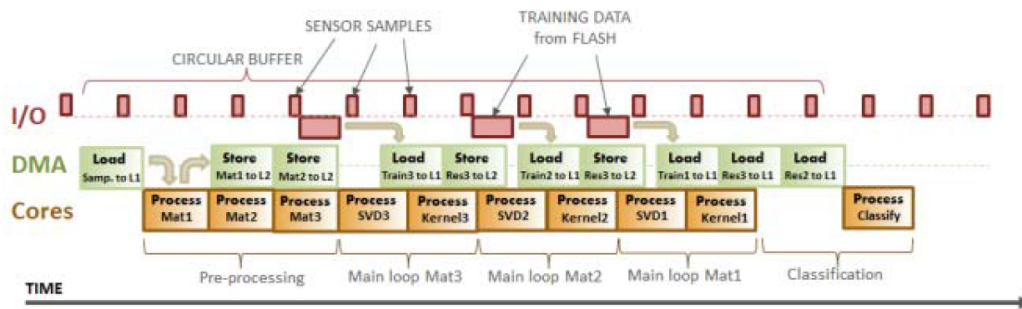 SENSOR SAMPLES
TRAINING DATA
from FLASH
CIRCULAR BUFFER
I/O
DMA
Load
Samp. to L1
Store
Mat1 to L2
Store
Mat2 to L2
Load
Train3 to L1
Store
Res3 to L2
Load
Train2 to L1
Store
Res3 to L2
Load
Train1 to L1
Load
Res3 to L1
Load
Res2 to L1
Cores
Process
Mat1
Process
Mat2
Process
Mat3
Process
SVD3
Process
Kernel3
Process
SVD2
Process
Kernel2
Process
SVD1
Process
Kernel1
Process
Classify
Pre-processing
Main loop Mat3
Main loop Mat2
Main loop Mat1
Classification
TIME